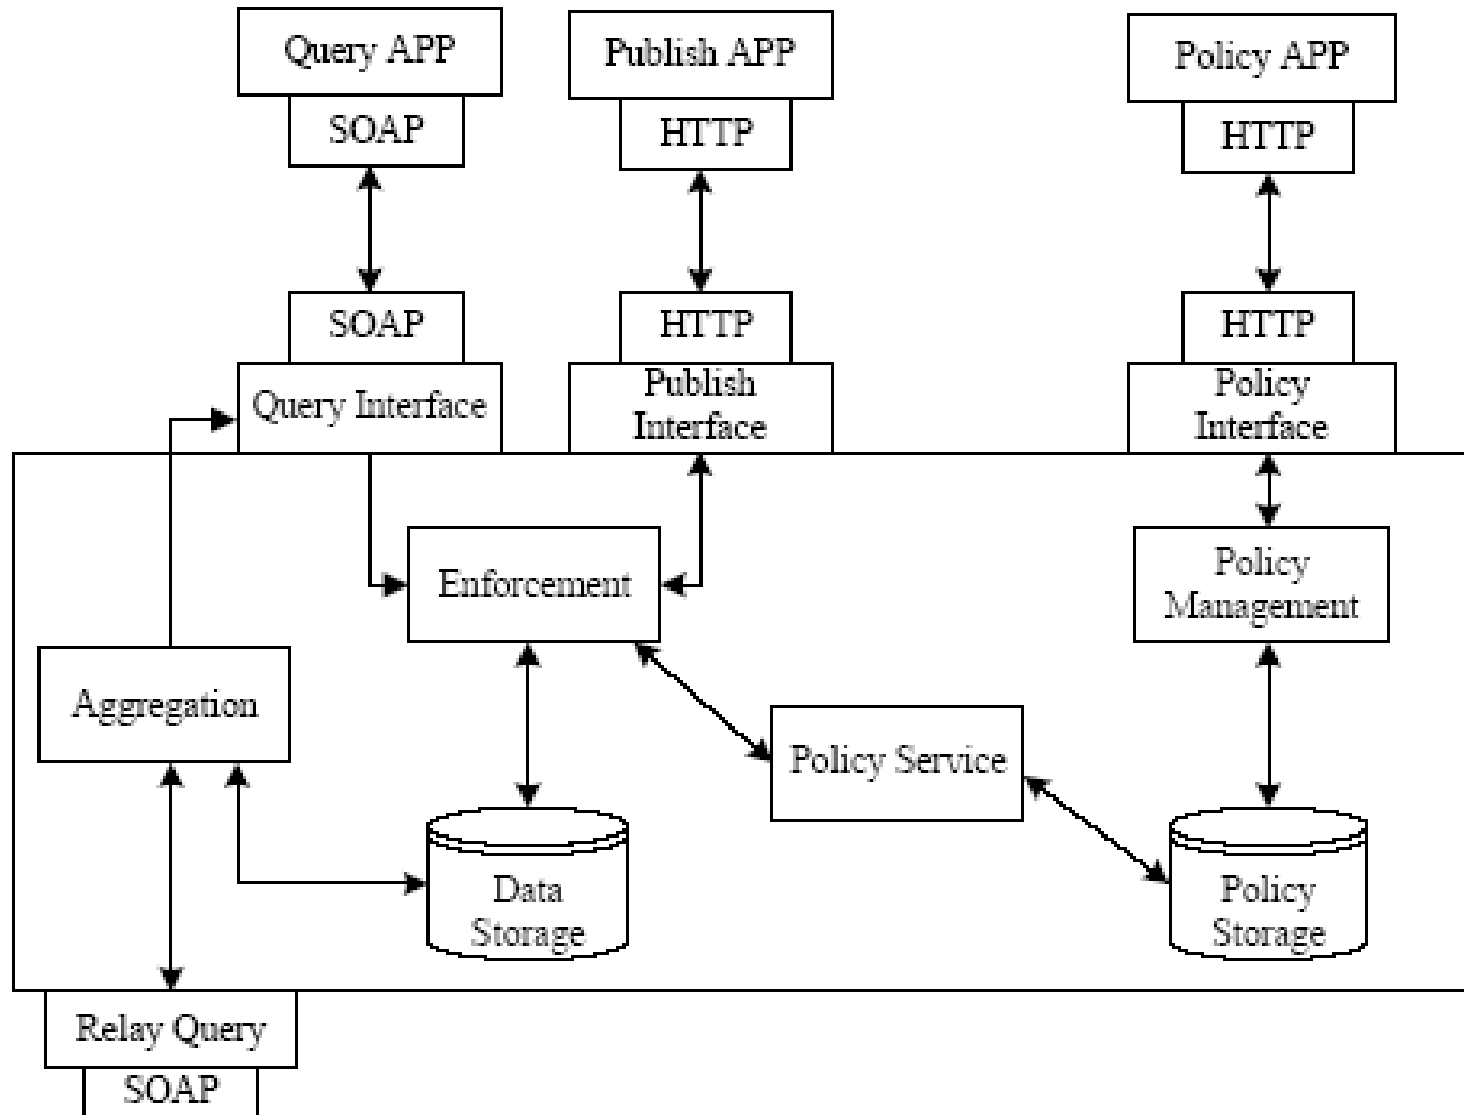 Query APP
Publish APP
Policy APP
SOAP
HTTP
HTTP
SOAP
HTTP
HTTP
Query Interface
Publish
Interface
Policy
Interface
Enforcement
Policy
Management
Aggregation
Policy Service
Data
Storage
Policy
Storage
Relay Query
SOAP